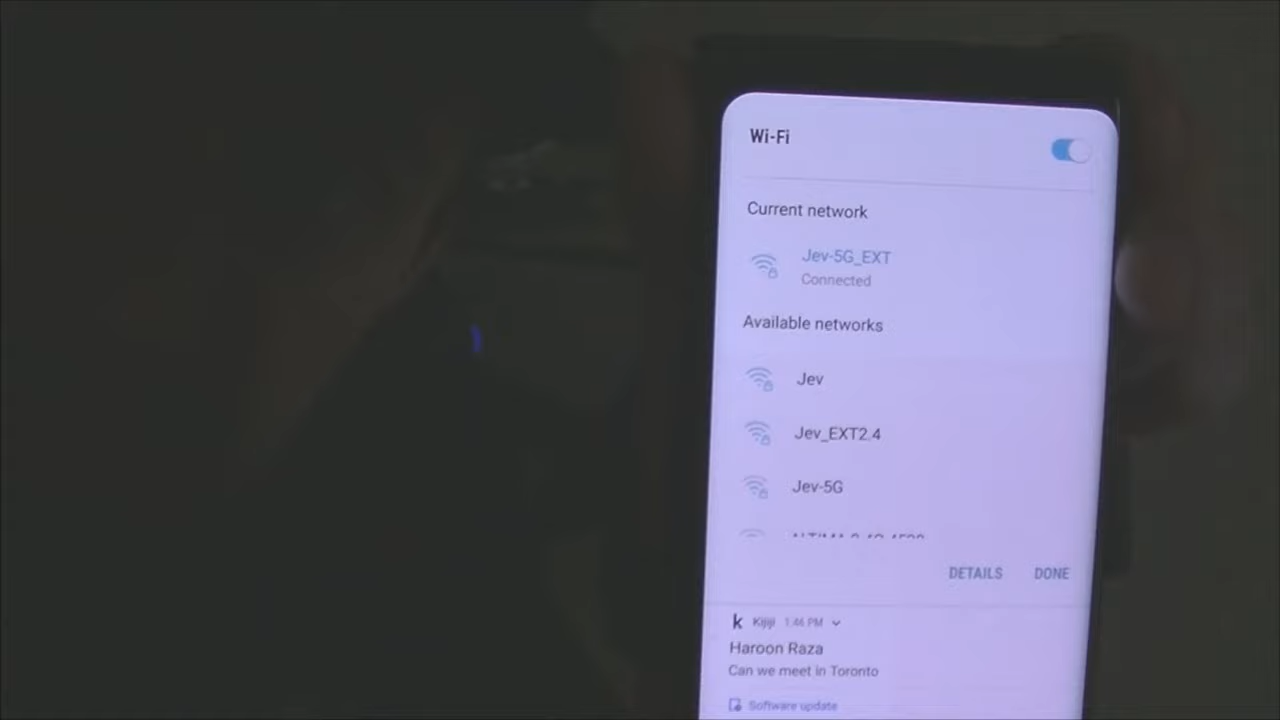 Wi-Fi
Current network
Jev-5G_EXT
Connected
Available networks
Jev
Jev_EXT2.4
Jev-5G
DETAILS DONE
k Kijiji 1:46 PM
Haroon Raza
Can we meet in Toronto
Software update